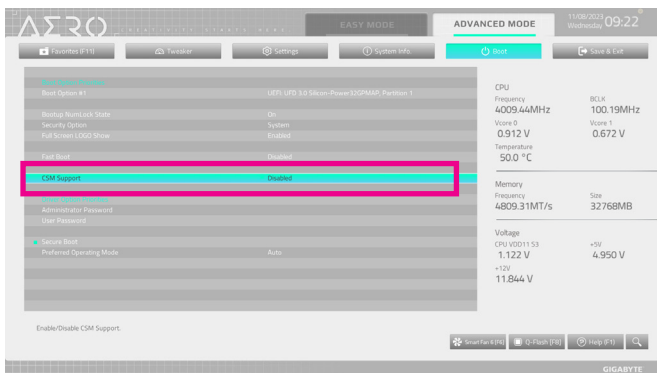 AERO
CREATIVITY STARTS HERE
EASY MODE
ADVANCED MODE
11/08/2023
Wednesday 09:22
Favorites (F11)
Tweaker
Settings
System Info.
Boot
Save & Exit
Boot Option #1
UEFI: UFD 3.0 Silicon-Power32GPMAP, Partition 1
Bootup NumLock State
On
Security Option
System
Full Screen LOGO Show
Enabled
Fast Boot
Disabled
CSM Support
Disabled
Administrator Password
User Password
Secure Boot
Preferred Operating Mode
Auto
CPU
Frequency
BCLK
4009.44MHz
100.19MHz
Vcore 0
Vcore 1
0.912 V
0.672 V
Temperature
50.0 °C
Memory
Frequency
Size
4809.31MT/s
32768MB
Voltage
CPU VDD11 S3
+5V
1.122 V
4.950 V
+12V
11.844 V
Enable/Disable CSM Support.
Smart Fan 6 (F6)
Q-Flash (F8)
Help (F1)
GIGABYTE